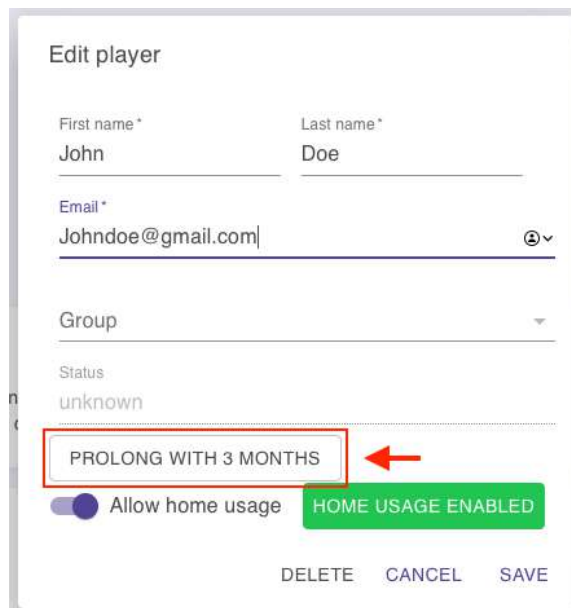 Edit player
First name* Last name*
John Doe
Email*
Johndoe@gmail.com
Group
Status
unknown
PROLONG WITH 3 MONTHS
Allow home usage HOME USAGE ENABLED
DELETE CANCEL SAVE